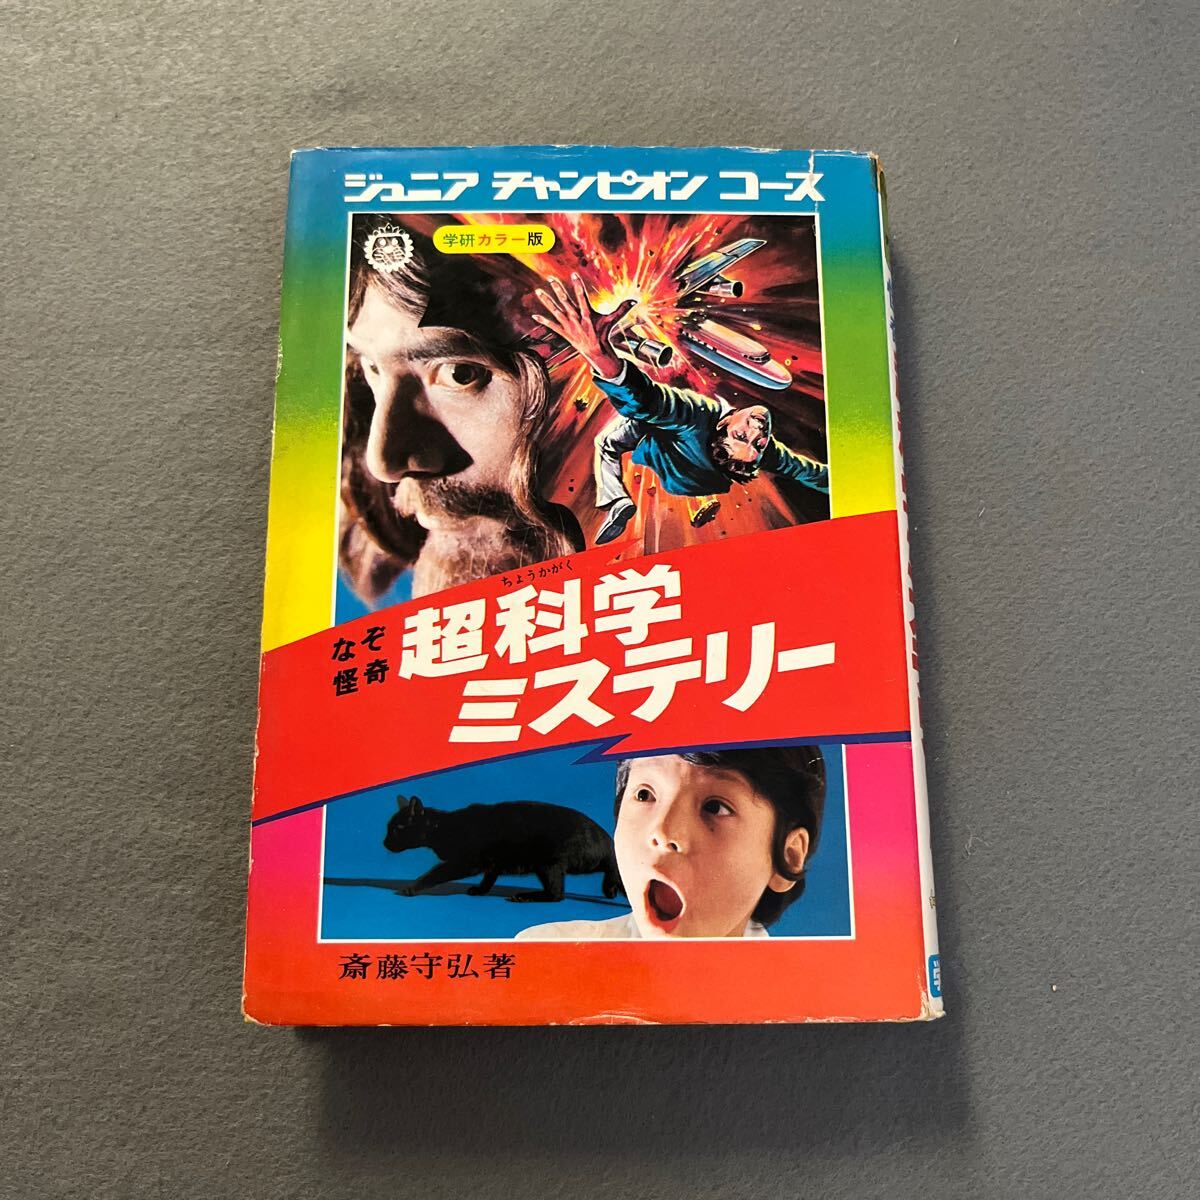 ジュニア チャンピオン コース
学研カラー版
ちょうかがく
なぞ
怪奇
超科学
ミステリー
斎藤守弘著